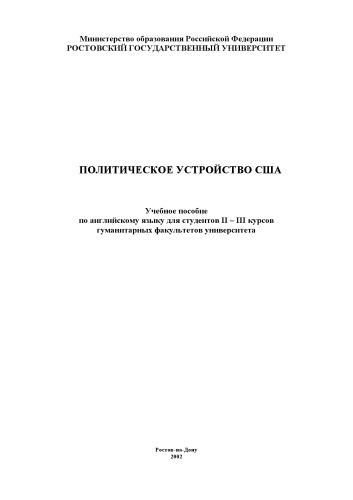 Министерство образования Российской Федерации
РОСТОВСКИЙ ГОСУДАРСТВЕННЫЙ УНИВЕРСИТЕТ
ПОЛИТИЧЕСКОЕ УСТРОЙСТВО США
Учебное пособие
по английскому языку для студентов II – III курсов
гуманитарных факультетов университета
Ростов-на-Дону
2002